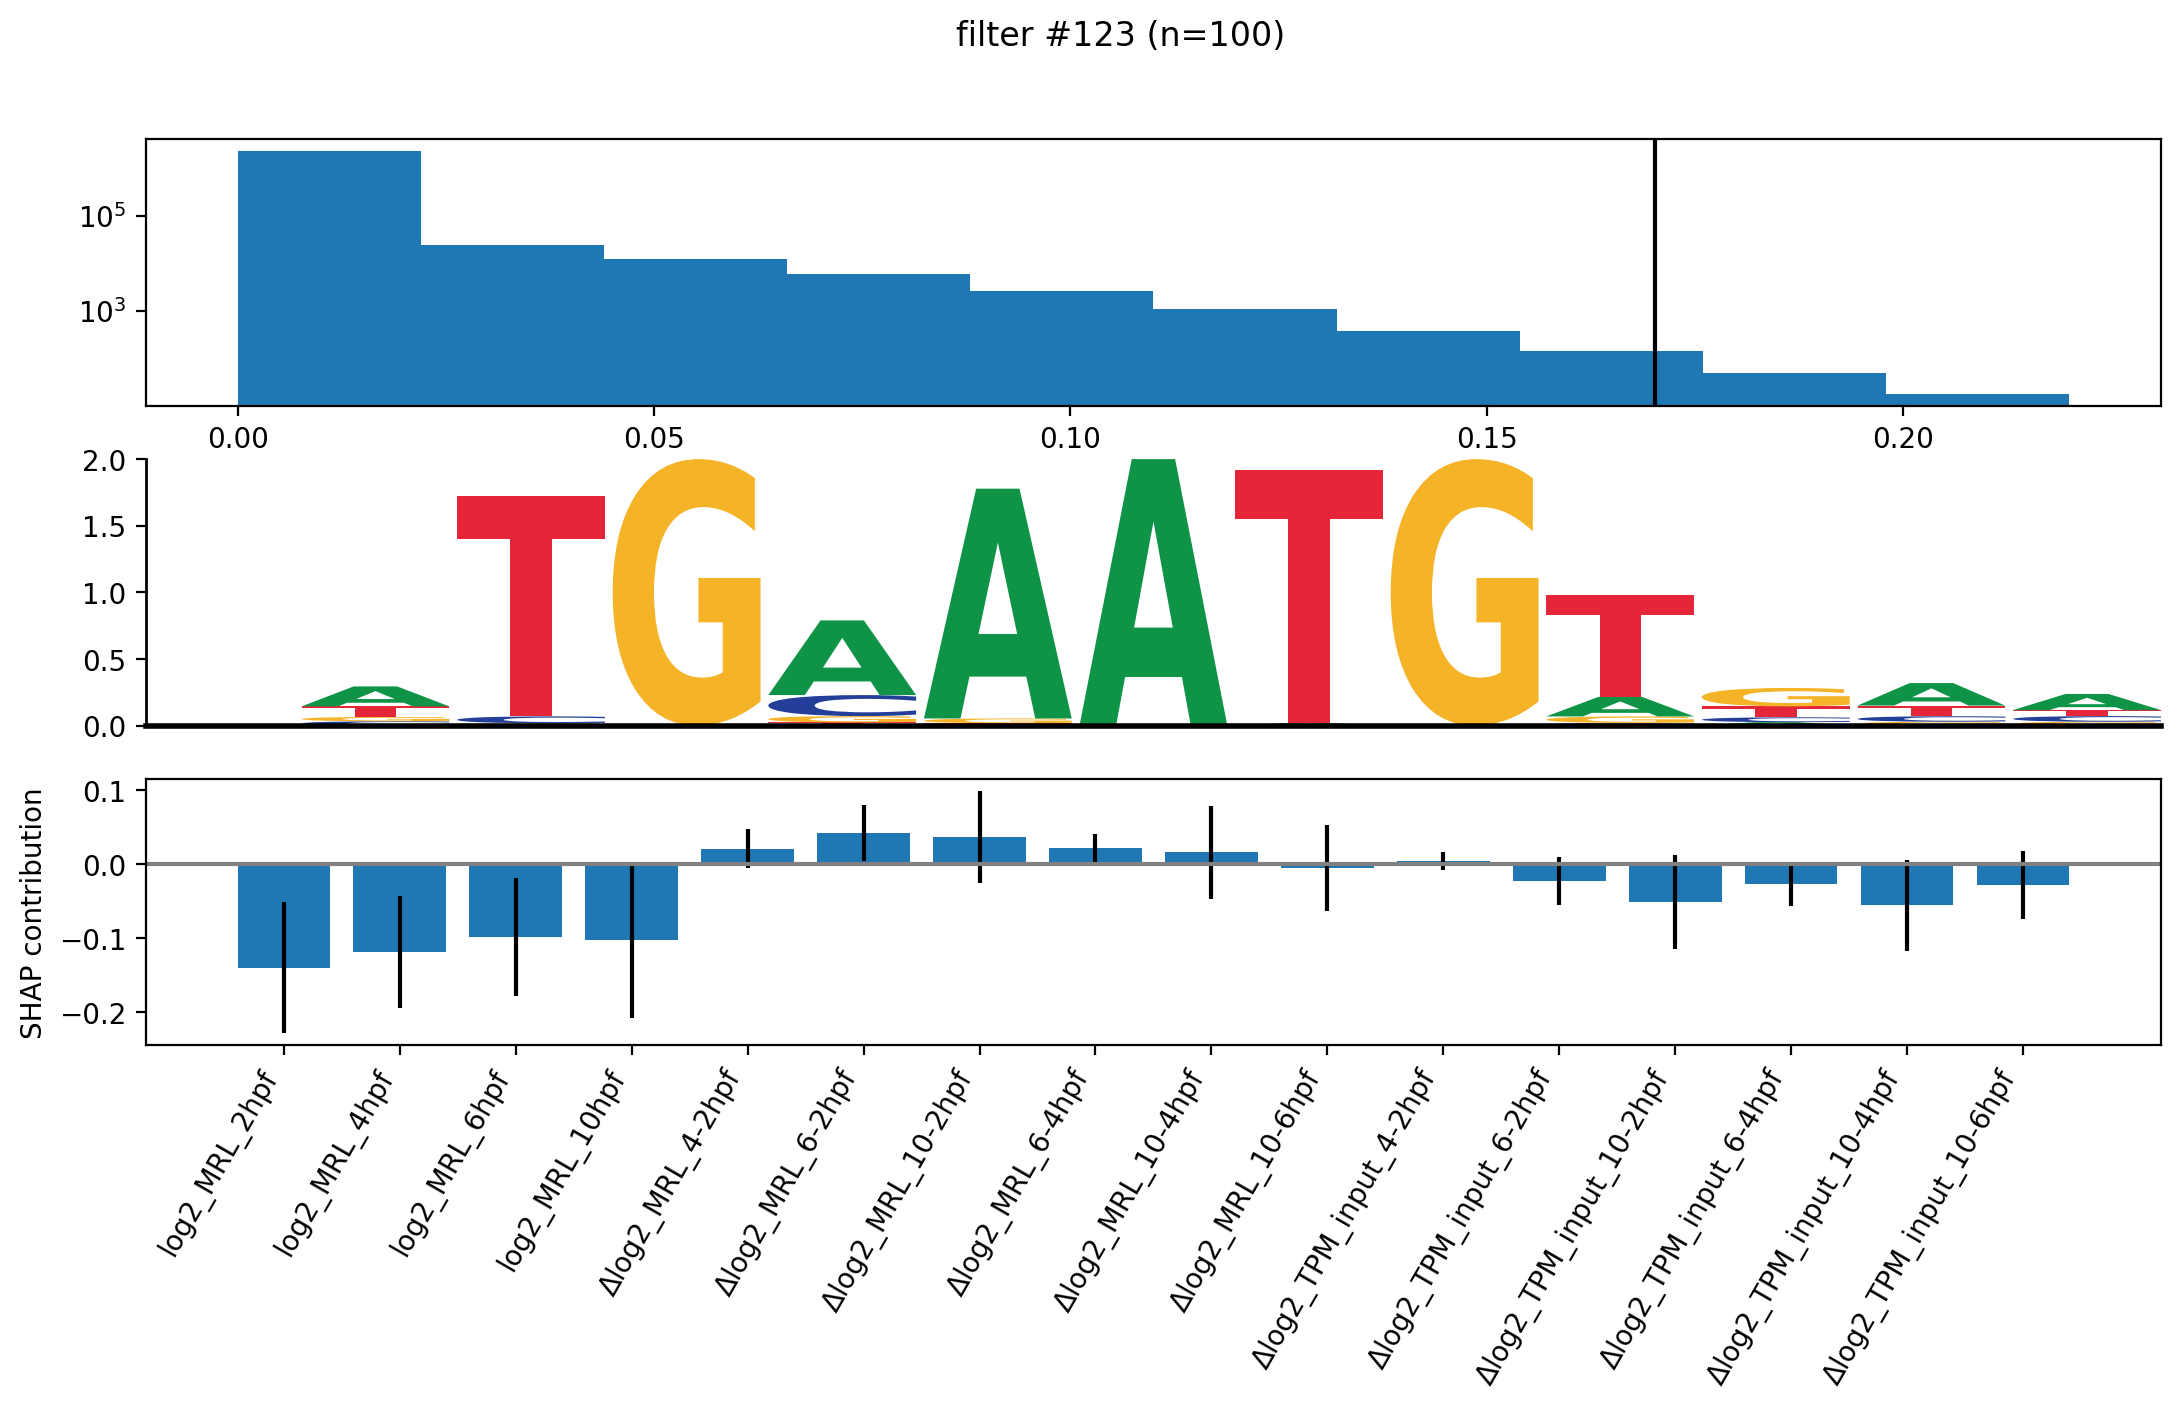 filter #123 (n=100)
10^5
10^3
0.00 0.05 0.10 0.15 0.20
2.0
1.5
1.0
0.5
0.0
ATGAAATGTGAA
SHAP contribution
0.1
0.0
−0.1
−0.2
log2_MRL_2hpf
log2_MRL_4hpf
log2_MRL_6hpf
log2_MRL_10hpf
Δlog2_MRL_4-2hpf
Δlog2_MRL_6-2hpf
Δlog2_MRL_10-2hpf
Δlog2_MRL_6-4hpf
Δlog2_MRL_10-4hpf
Δlog2_MRL_10-6hpf
Δlog2_TPM_input_4-2hpf
Δlog2_TPM_input_6-2hpf
Δlog2_TPM_input_10-2hpf
Δlog2_TPM_input_6-4hpf
Δlog2_TPM_input_10-4hpf
Δlog2_TPM_input_10-6hpf